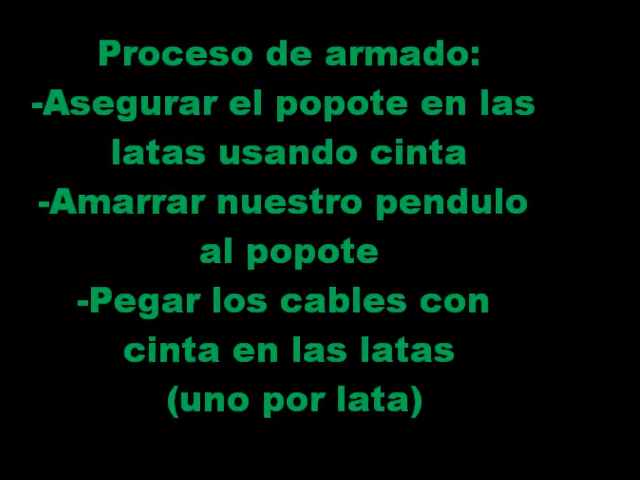 Proceso de armado:
-Asegurar el popote en las
latas usando cinta
-Amarrar nuestro pendulo
al popote
-Pegar los cables con
cinta en las latas
(uno por lata)